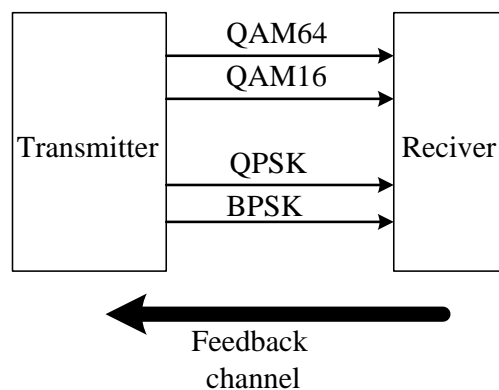 QAM64
QAM16
Transmitter
Reciver
QPSK
BPSK
Feedback
channel